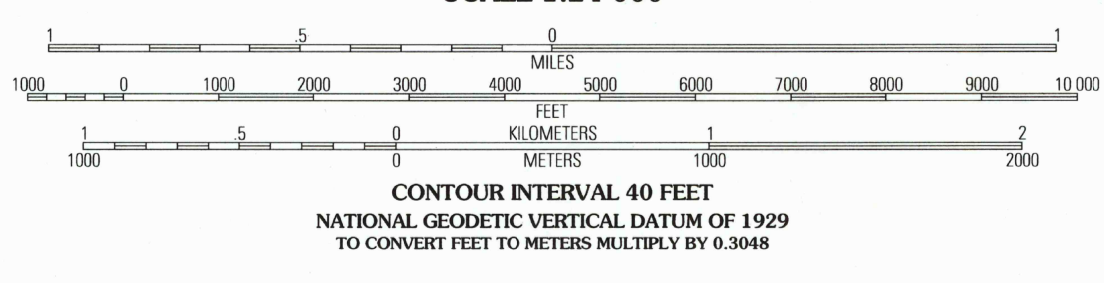 1 .5 0 1
MILES
1000 0 1000 2000 3000 4000 5000 6000 7000 8000 9000 10 000
FEET
1 .5 0 KILOMETERS 1 2
1000 0 METERS 1000 2000
CONTOUR INTERVAL 40 FEET
NATIONAL GEODETIC VERTICAL DATUM OF 1929
TO CONVERT FEET TO METERS MULTIPLY BY 0.3048